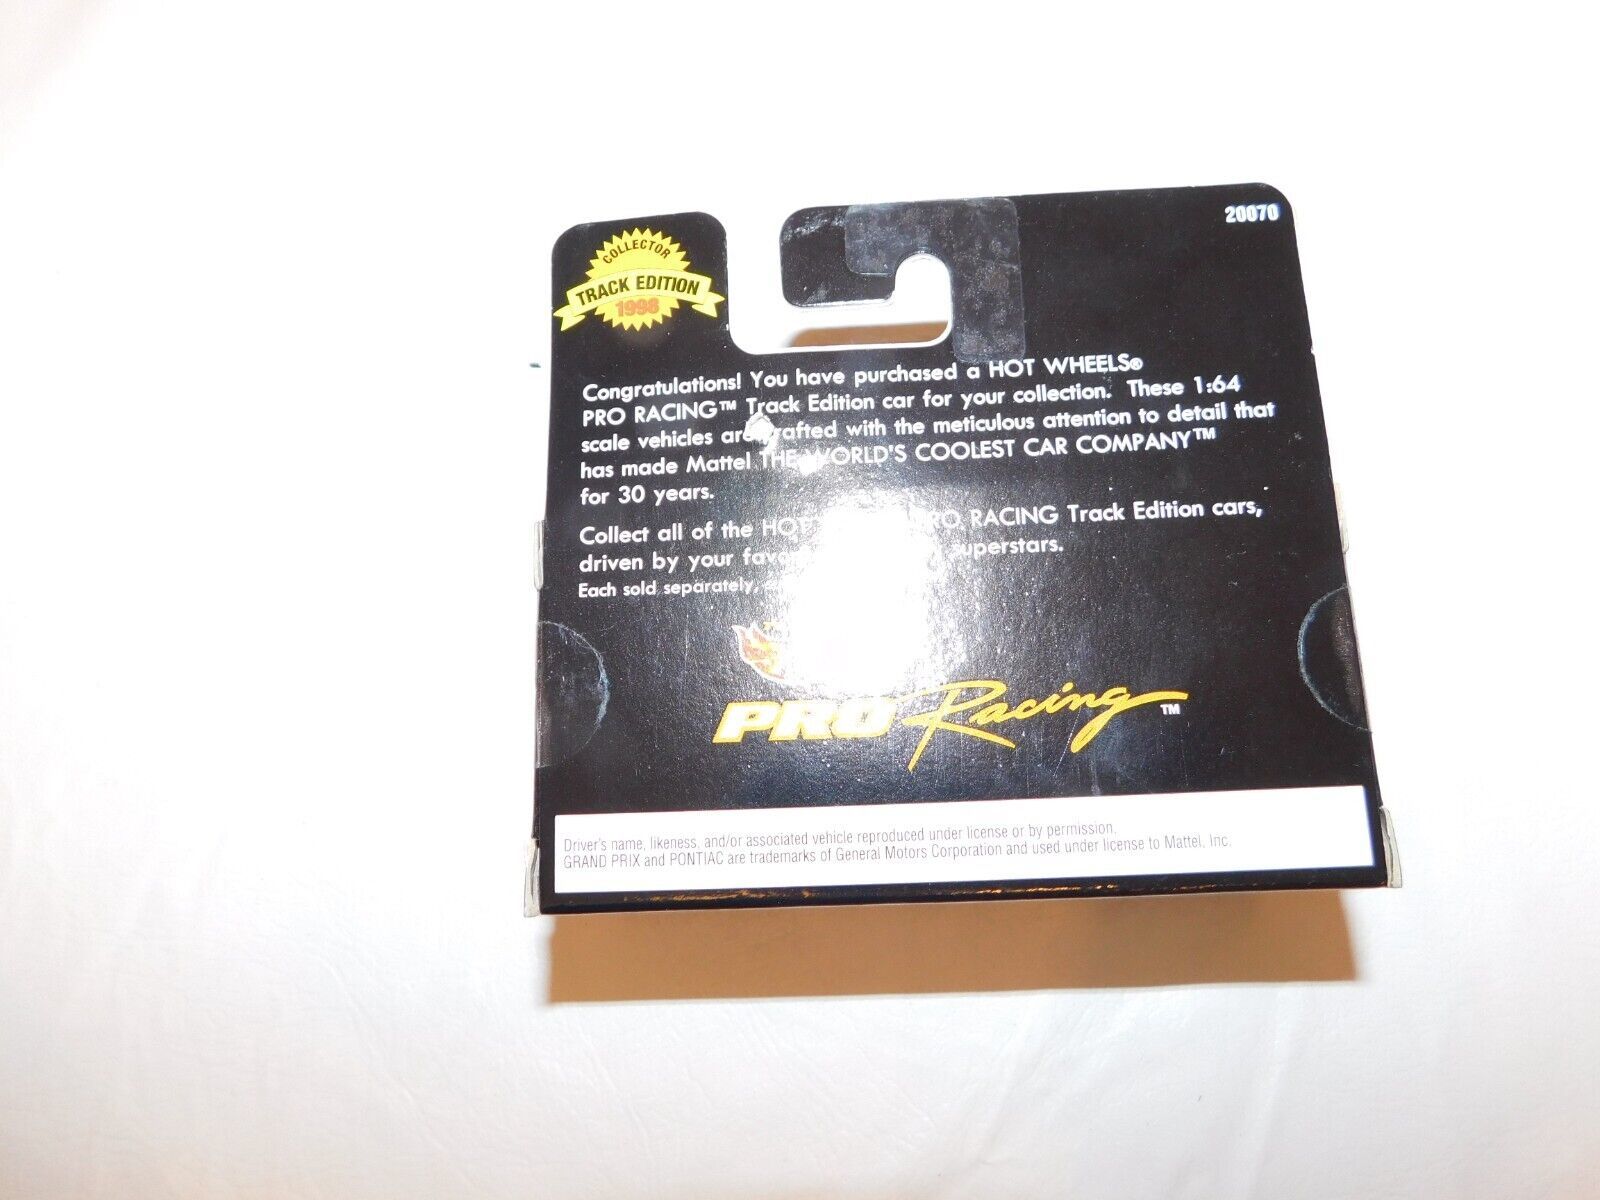 20070
COLLECTOR
TRACK EDITION
1998
Congratulations! You have purchased a HOT WHEELS®
PRO RACING™ Track Edition car for your collection. These 1:64
scale vehicles are crafted with the meticulous attention to detail that
has made Mattel THE WORLD'S COOLEST CAR COMPANY™
for 30 years.
Collect all of the HOT RACING Track Edition cars,
driven by your superstars.
Each sold separately,
PRO Racing™
Driver's name, likeness, and/or associated vehicle reproduced under license or by permission.
GRAND PRIX and PONTIAC are trademarks of General Motors Corporation and used under license to Mattel, Inc.